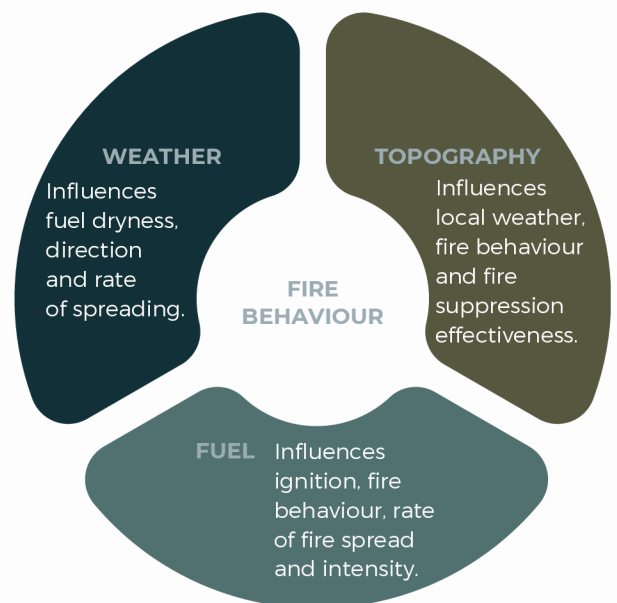 WEATHER
Influences
fuel dryness,
direction
and rate
of spreading.
TOPOGRAPHY
Influences
local weather,
fire behaviour
and fire
suppression
effectiveness.
FIRE
BEHAVIOUR
FUEL
Influences
ignition, fire
behaviour, rate
of fire spread
and intensity.